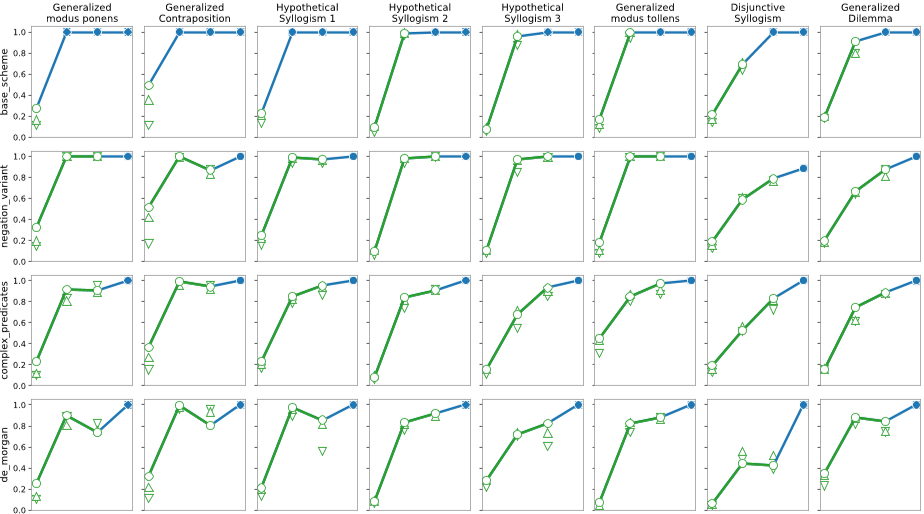 Generalized
modus ponens
Generalized
Contraposition
Hypothetical
Syllogism 1
Hypothetical
Syllogism 2
Hypothetical
Syllogism 3
Generalized
modus tollens
Disjunctive
Syllogism
Generalized
Dilemma
base_scheme
1.0
0.8
0.6
0.4
0.2
0.0
negation_variant
1.0
0.8
0.6
0.4
0.2
0.0
complex_predicates
1.0
0.8
0.6
0.4
0.2
0.0
de_morgan
1.0
0.8
0.6
0.4
0.2
0.0